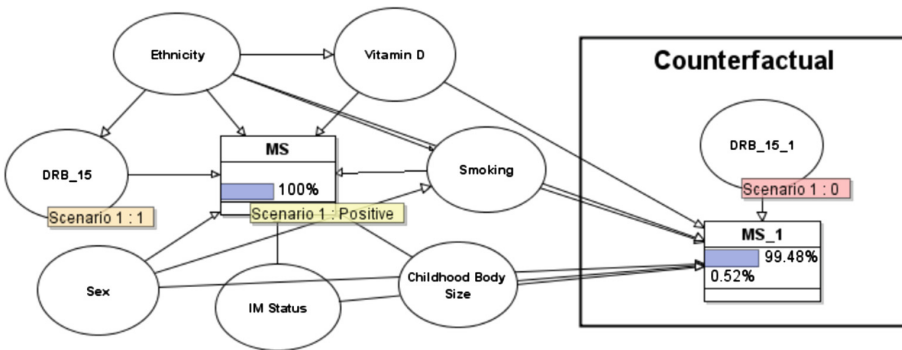 Ethnicity
Vitamin D
Counterfactual
DRB_15_1
Scenario 1 : 0
MS
100%
Scenario 1 : Positive
Smoking
DRB_15
Scenario 1 : 1
MS_1
99.48%
0.52%
Sex
IM Status
Childhood Body
Size